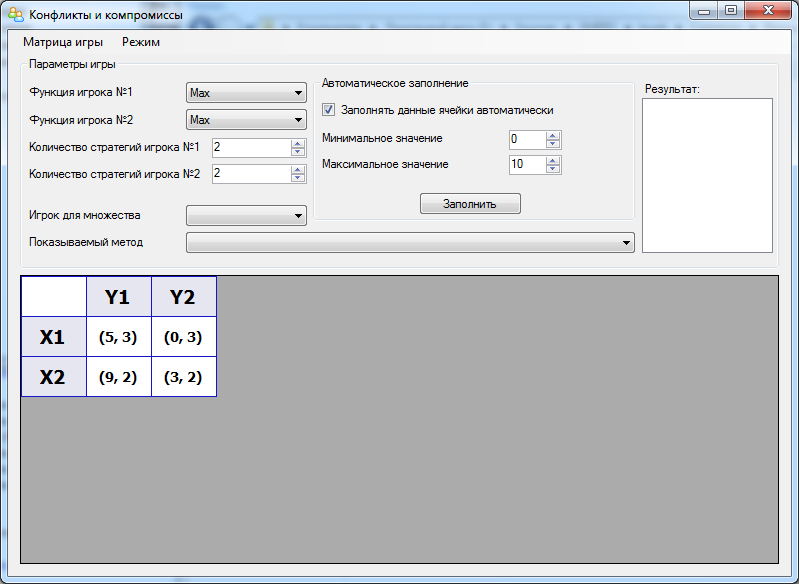 Конфликты и компромиссы
Матрица игры Режим
Параметры игры
Функция игрока №1 Max
Функция игрока №2 Max
Количество стратегий игрока №1 2
Количество стратегий игрока №2 2
Игрок для множества
Показываемый метод
Автоматическое заполнение
Заполнять данные ячейки автоматически
Минимальное значение 0
Максимальное значение 10
Заполнить
Результат:
Y1 Y2
X1 (5, 3) (0, 3)
X2 (9, 2) (3, 2)